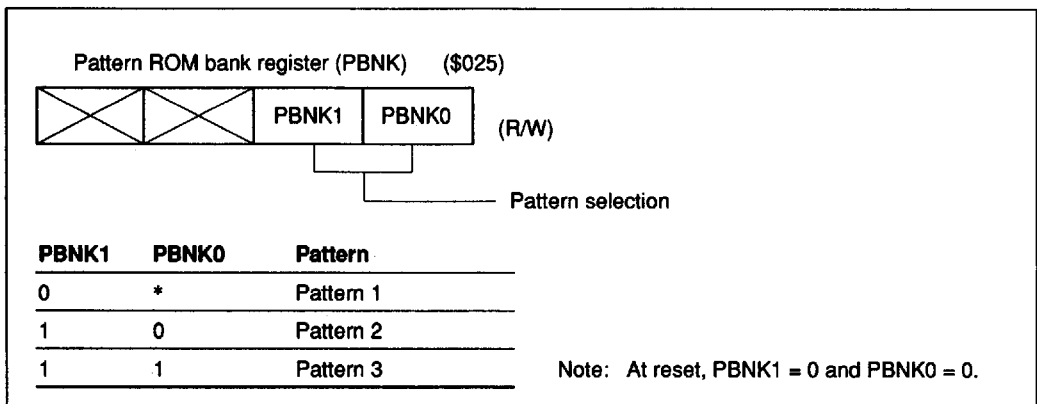 Pattern ROM bank register (PBNK) ($025)
PBNK1 PBNK0 (R/W)
Pattern selection
PBNK1 PBNK0 Pattern
0 * Pattern 1
1 0 Pattern 2
1 1 Pattern 3
Note: At reset, PBNK1 = 0 and PBNK0 = 0.